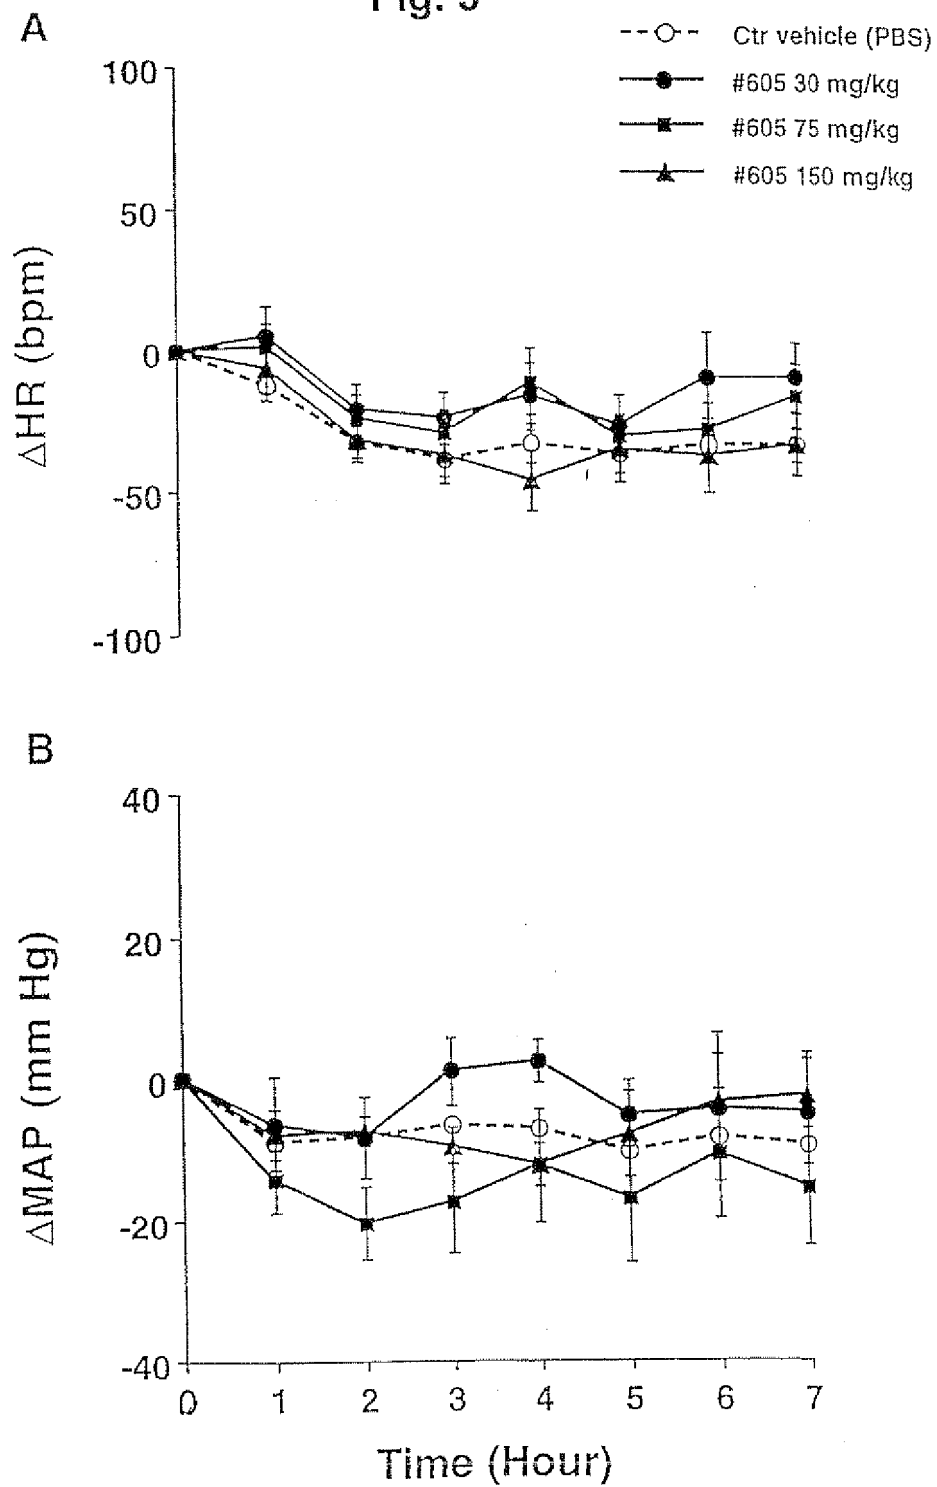 A
Ctr vehicle (PBS)
#605 30 mg/kg
#605 75 mg/kg
#605 150 mg/kg
100
50
0
-50
-100
ΔHR (bpm)
B
40
20
0
-20
-40
ΔMAP (mm Hg)
0 1 2 3 4 5 6 7
Time (Hour)